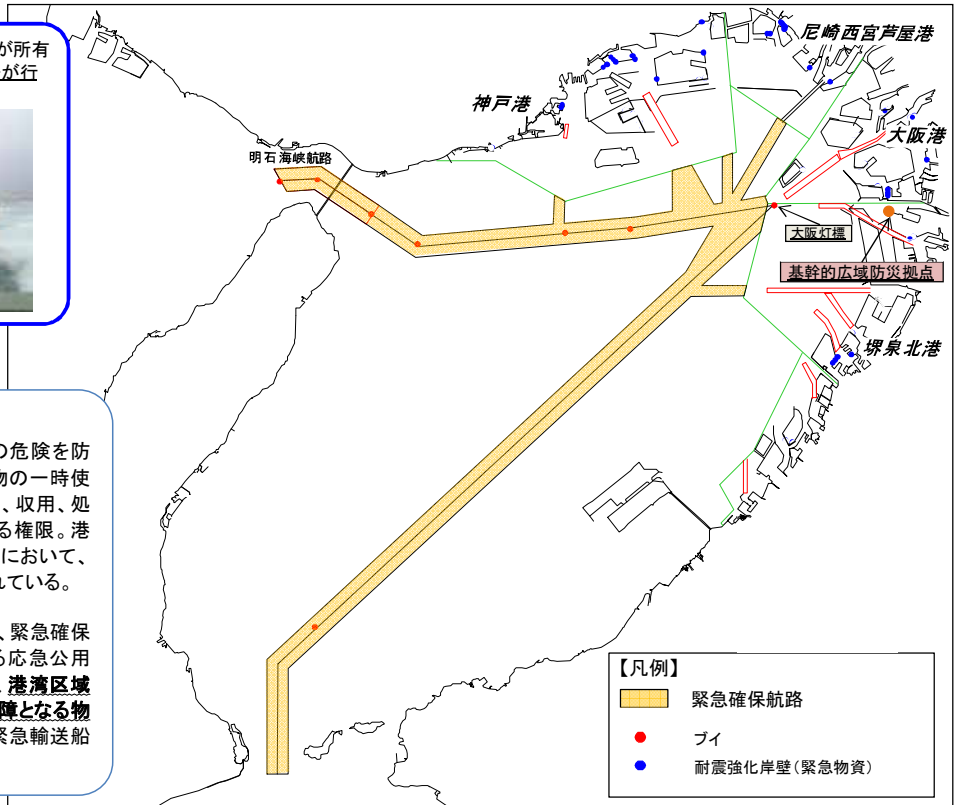 が所有
が行
の危険を防
物の一時使
、収用、処
る権限。港
において、
れている。
、緊急確保
る応急公用
港湾区域
障となる物
緊急輸送船
尼崎西宮芦屋港
神戸港
大阪港
明石海峡航路
大阪灯標
基幹的広域防災拠点
堺泉北港
【凡例】
緊急確保航路
ブイ
耐震強化岸壁(緊急物資)